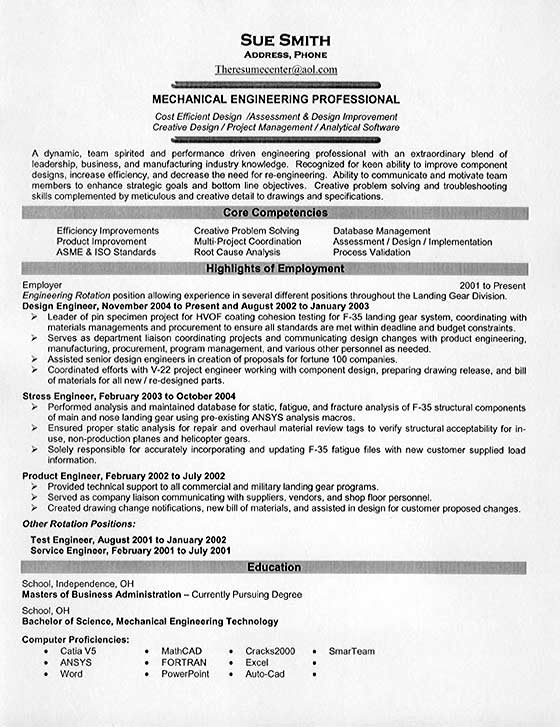 SUE SMITH
ADDRESS, PHONE
Theresumecenter@aol.com
MECHANICAL ENGINEERING PROFESSIONAL
Cost Efficient Design /Assessment & Design Improvement
Creative Design / Project Management / Analytical Software
A dynamic, team spirited and performance driven engineering professional with an extraordinary blend of
leadership, business, and manufacturing industry knowledge. Recognized for keen ability to improve component
designs, increase efficiency, and decrease the need for re-engineering. Ability to communicate and motivate team
members to enhance strategic goals and bottom line objectives. Creative problem solving and troubleshooting
skills complemented by meticulous and creative detail to drawings and specifications.
Core Competencies
Efficiency Improvements Creative Problem Solving Database Management
Product Improvement Multi-Project Coordination Assessment / Design / Implementation
ASME & ISO Standards Root Cause Analysis Process Validation
Highlights of Employment
Employer 2001 to Present
Engineering Rotation position allowing experience in several different positions throughout the Landing Gear Division.
Design Engineer, November 2004 to Present and August 2002 to January 2003
➢ Leader of pin specimen project for HVOF coating cohesion testing for F-35 landing gear system, coordinating with
materials managements and procurement to ensure all standards are met within deadline and budget constraints.
➢ Serves as department liaison coordinating projects and communicating design changes with product engineering,
manufacturing, procurement, program management, and various other potential customers.
➢ Assisted senior design engineers in creation of proposals for fortune 100 companies.
➢ Coordinated efforts with V-22 project engineer working with component design, preparing drawing release, and bill
of materials for all new / re-designed parts.
Stress Engineer, February 2003 to October 2004
➢ Performed analysis and maintained database for static, fatigue, and fracture analysis of F-35 structural components
of main and nose landing gear using pre-existing ANSYS analysis macros.
➢ Ensured proper static analysis for repair and overhaul material review tags to verify structural acceptability for in-
use, non-production planes and helicopter gears.
➢ Solely responsible for accurately incorporating and updating F-35 fatigue files with new customer supplied load
information.
Product Engineer, February 2002 to July 2002
➢ Provided technical support to all commercial and military landing gear programs.
➢ Served as company liaison communicating with suppliers, vendors, and shop floor personnel.
➢ Created drawing change notifications, new bill of materials, and assisted in design for customer proposed changes.
Other Rotation Positions:
Test Engineer, August 2001 to January 2002
Service Engineer, February 2001 to July 2001
Education
School, Independence, OH
Masters of Business Administration – Currently Pursuing Degree
School, OH
Bachelor of Science, Mechanical Engineering Technology
Computer Proficiencies:
• Catia V5 • MathCAD • Cracks2000 • SmarTeam
• ANSYS • FORTRAN • Excel •
• Word • PowerPoint • Auto-Cad •